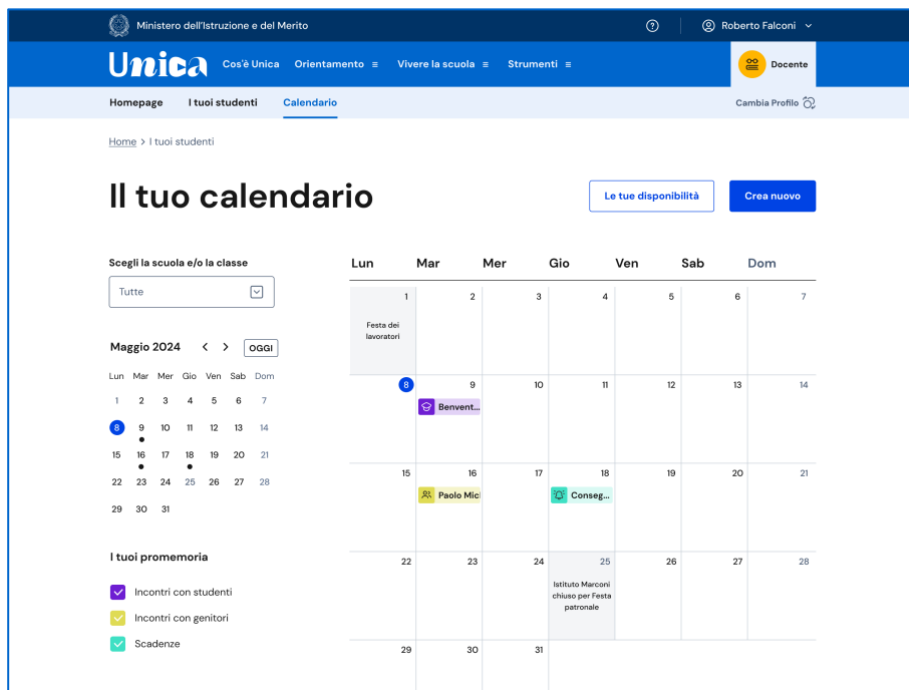 Ministero dell'Istruzione e del Merito
Roberto Falconi
Unica
Cos'è Unica Orientamento Vivere la scuola Strumenti
Docente
Homepage I tuoi studenti Calendario
Cambia Profilo
Home > I tuoi studenti
Il tuo calendario
Le tue disponibilità
Crea nuovo
Scegli la scuola e/o la classe
Tutte
Maggio 2024 < > OGGI
Lun Mar Mer Gio Ven Sab Dom
1 2 3 4 5 6 7
8 9 10 11 12 13 14
15 16 17 18 19 20 21
22 23 24 25 26 27 28
29 30 31
I tuoi promemoria
Incontri con studenti
Incontri con genitori
Scadenze
Lun Mar Mer Gio Ven Sab Dom
1 2 3 4 5 6 7
Festa dei
lavoratori
8 9 10 11 12 13 14
Benvent...
15 16 17 18 19 20 21
Paolo Mic Conseg...
22 23 24 25 26 27 28
Istituto Marconi
chiuso per Festa
patronale
29 30 31